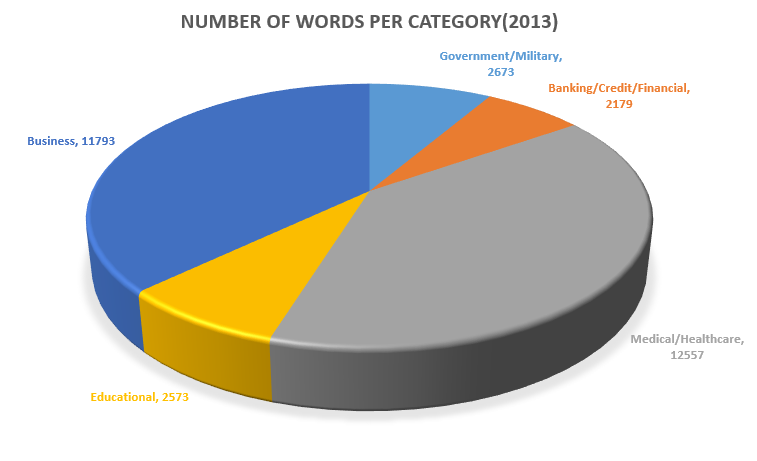 NUMBER OF WORDS PER CATEGORY(2013)
Government/Military,
2673
Banking/Credit/Financial,
2179
Business, 11793
Medical/Healthcare,
12557
Educational, 2573